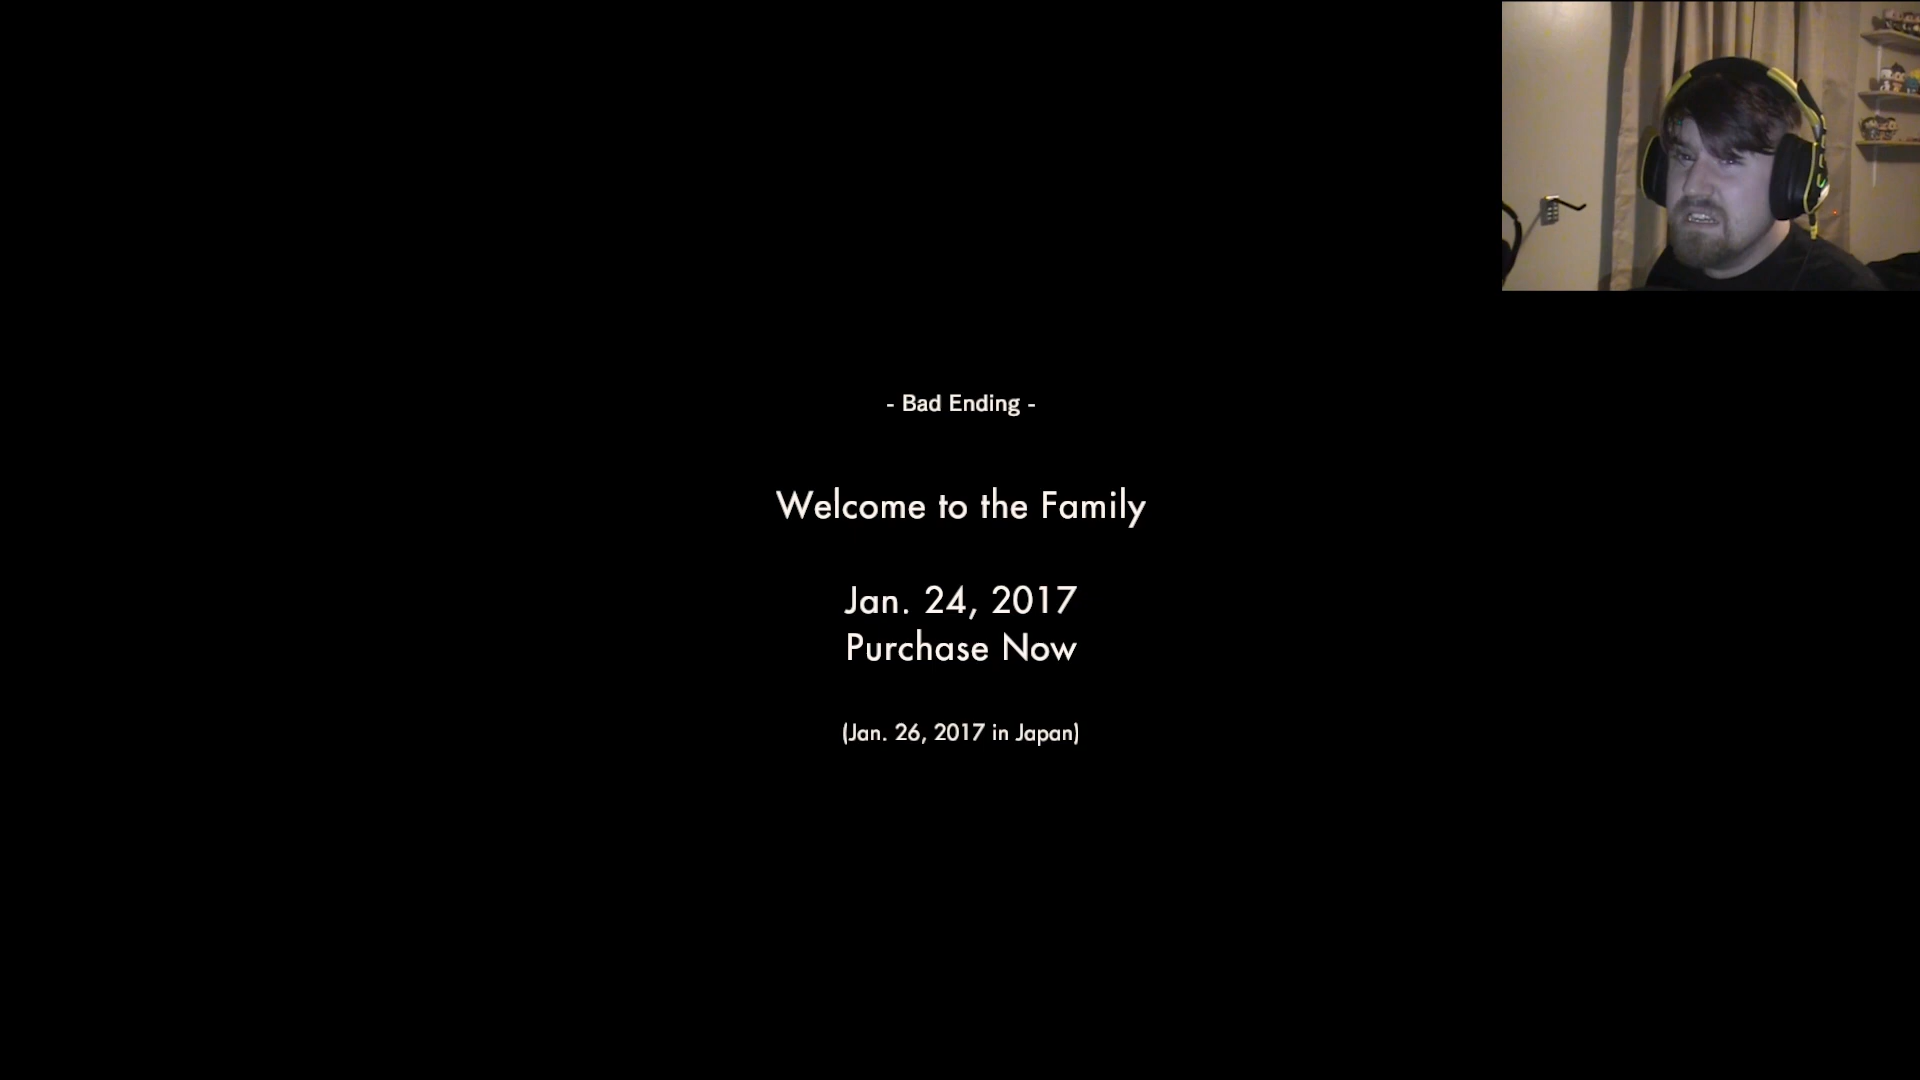 - Bad Ending -
Welcome to the Family
Jan. 24, 2017
Purchase Now
(Jan. 26, 2017 in Japan)